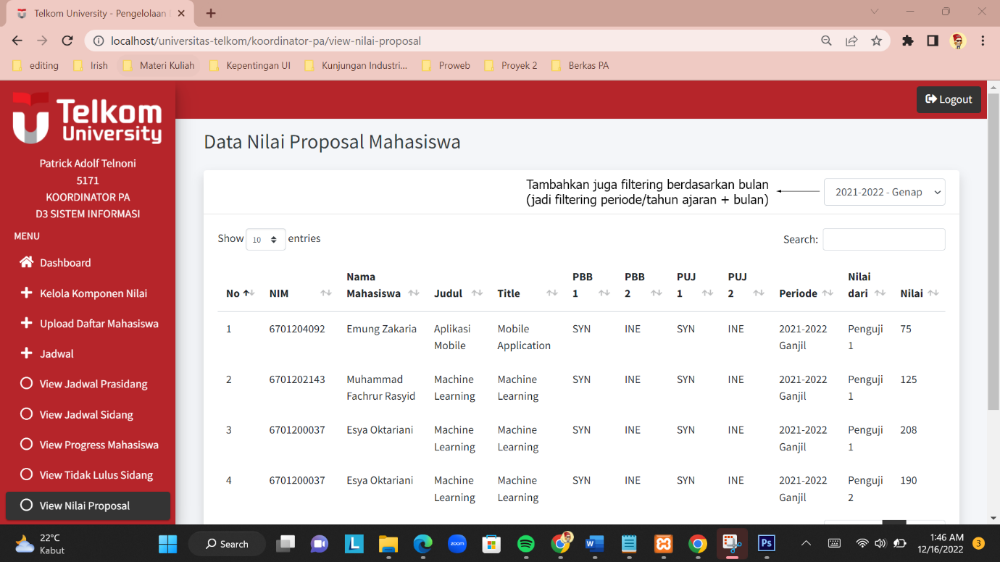 Telkom University - Pengelolaan
localhost/universitas-telkom/koordinator-pa/view-nilai-proposal
editing Irish Materi Kuliah Kepentingan UI Kunjungan Industri... Proweb Proyek 2 Berkas PA
Telkom
University
Logout
Patrick Adolf Telnoni
5171
KOORDINATOR PA
D3 SISTEM INFORMASI
MENU
Dashboard
Kelola Komponen Nilai
Upload Daftar Mahasiswa
Jadwal
View Jadwal Prasidang
View Jadwal Sidang
View Progress Mahasiswa
View Tidak Lulus Sidang
View Nilai Proposal
Data Nilai Proposal Mahasiswa
Tambahkan juga filtering berdasarkan bulan
(jadi filtering periode/tahun ajaran + bulan)
2021-2022 - Genap
Show 10 entries
Search:
No NIM Nama Mahasiswa Judul Title PBB 1 PBB 2 PUJ 1 PUJ 2 Periode Nilai dari Nilai
1 6701204092 Emung Zakaria Aplikasi Mobile Mobile Application SYN INE SYN INE 2021-2022 Ganjil Penguji 1 75
2 6701202143 Muhammad Fachrur Rasyid Machine Learning Machine Learning SYN INE SYN INE 2021-2022 Ganjil Penguji 1 125
3 6701200037 Esya Oktariani Machine Learning Machine Learning SYN INE SYN INE 2021-2022 Ganjil Penguji 1 208
4 6701200037 Esya Oktariani Machine Learning Machine Learning SYN INE SYN INE 2021-2022 Ganjil Penguji 2 190
22°C
Kabut
Search
L
zoom
W
Ps
1:46 AM
12/16/2022
3